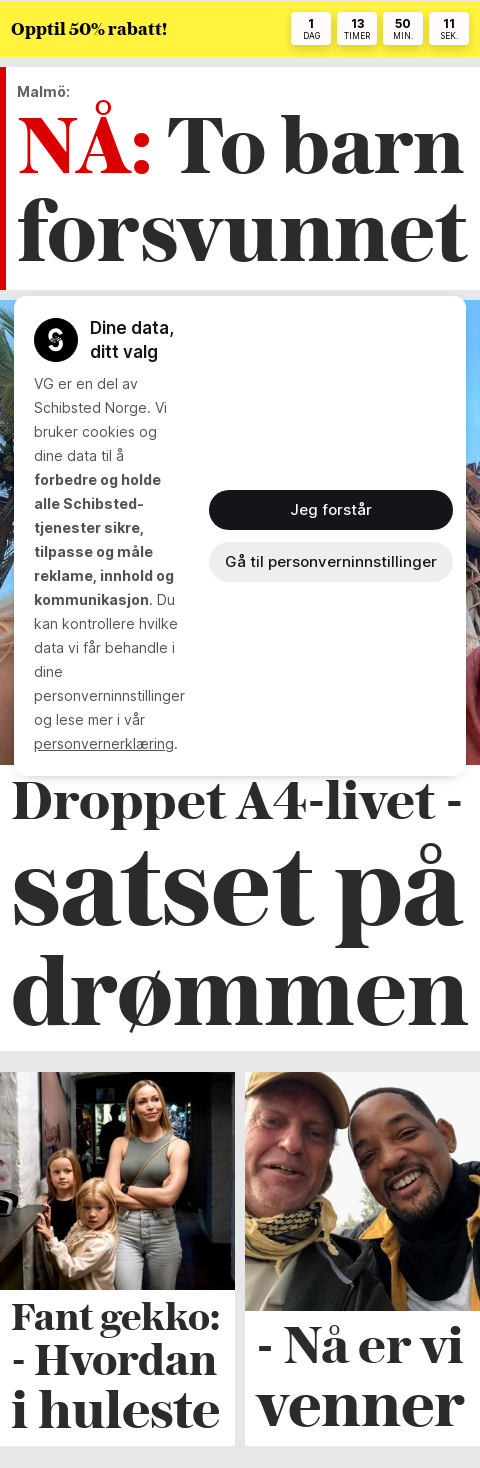 Opptil 50% rabatt!
1 13 50 11
DAG TIMER MIN. SEK.
Malmö:
NÅ: To barn
forsvunnet
Dine data,
ditt valg
VG er en del av
Schibsted Norge. Vi
bruker cookies og
dine data til å
forbedre og holde
alle Schibsted-
tjenester sikre,
tilpasse og måle
reklame, innhold og
kommunikasjon. Du
kan kontrollere hvilke
data vi får behandle i
dine
personverninnstillinger
og lese mer i vår
personvernerklæring.
Jeg forstår
Gå til personverninnstillinger
Droppet A4-livet -
satset på
drømmen
Fant gekko:
- Hvordan
i huleste
- Nå er vi
venner